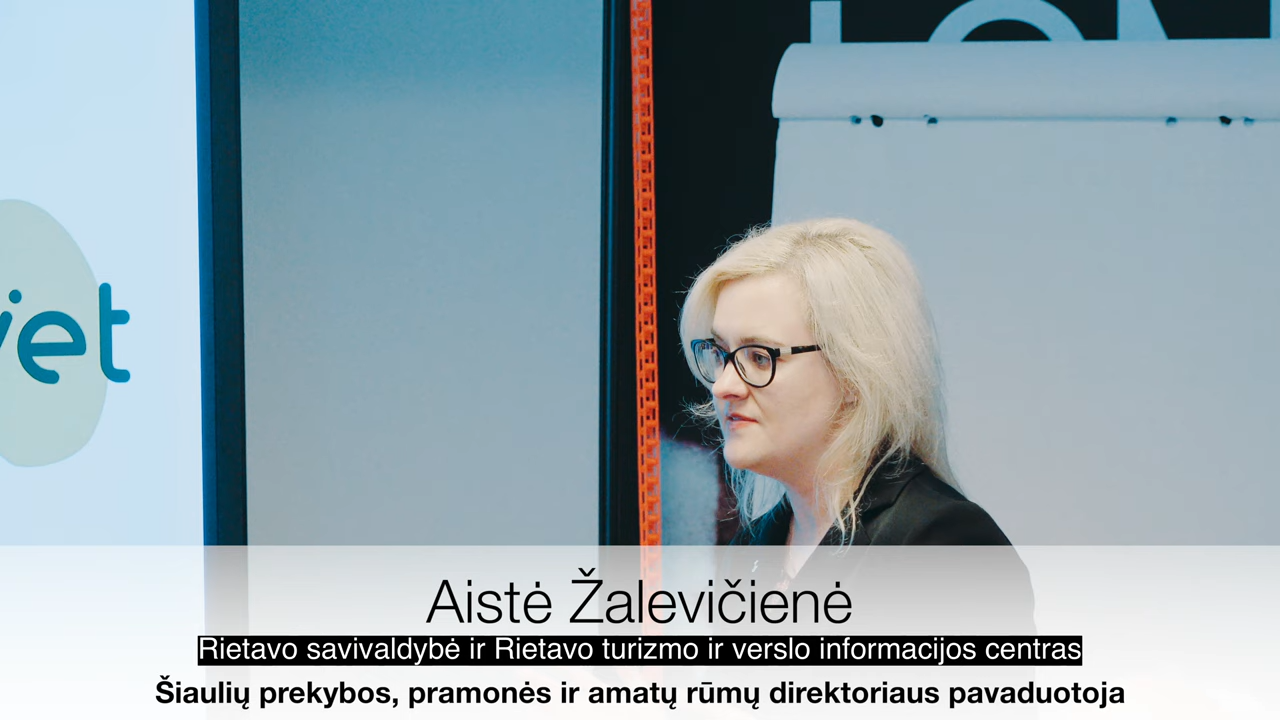 vet
Aistė Žalevičienė
Rietavo savivaldybė ir Rietavo turizmo ir verslo informacijos centras
Šiaulių prekybos, pramonės ir amatų rūmų direktoriaus pavaduotoja